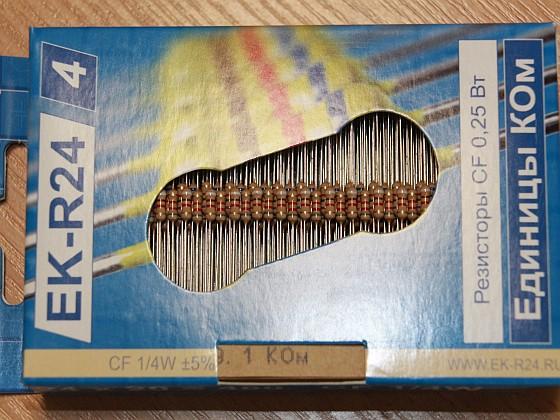 EK-R24
4
Резисторы CF 0,25 Вт
Единицы КОм
CF 1/4W ±5%
9. 1 КОм
WWW.EK-R24.RU